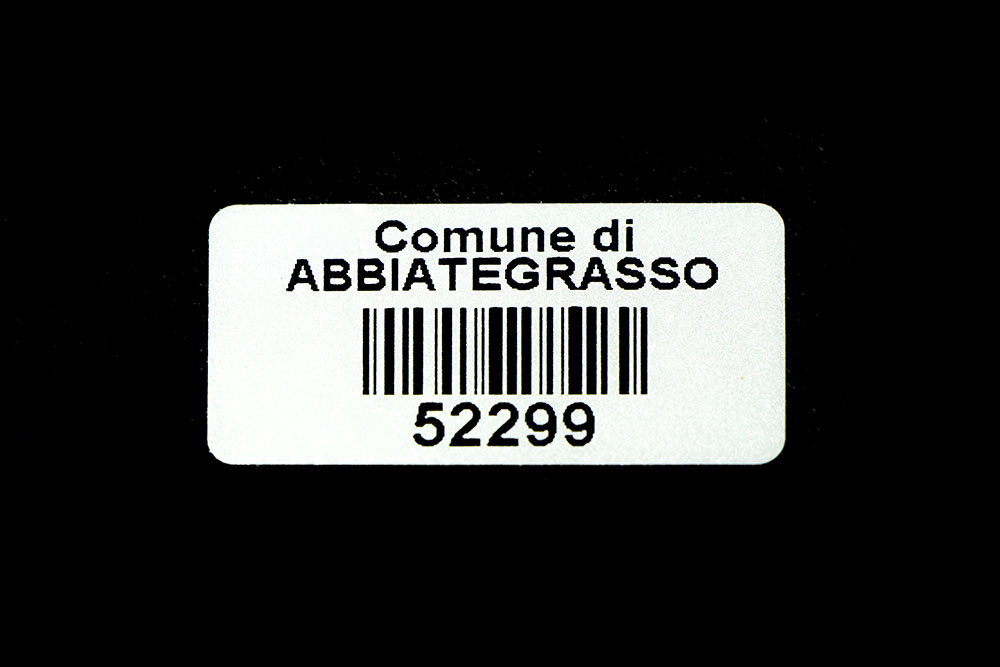 Comune di
ABBIATEGRASSO
52299